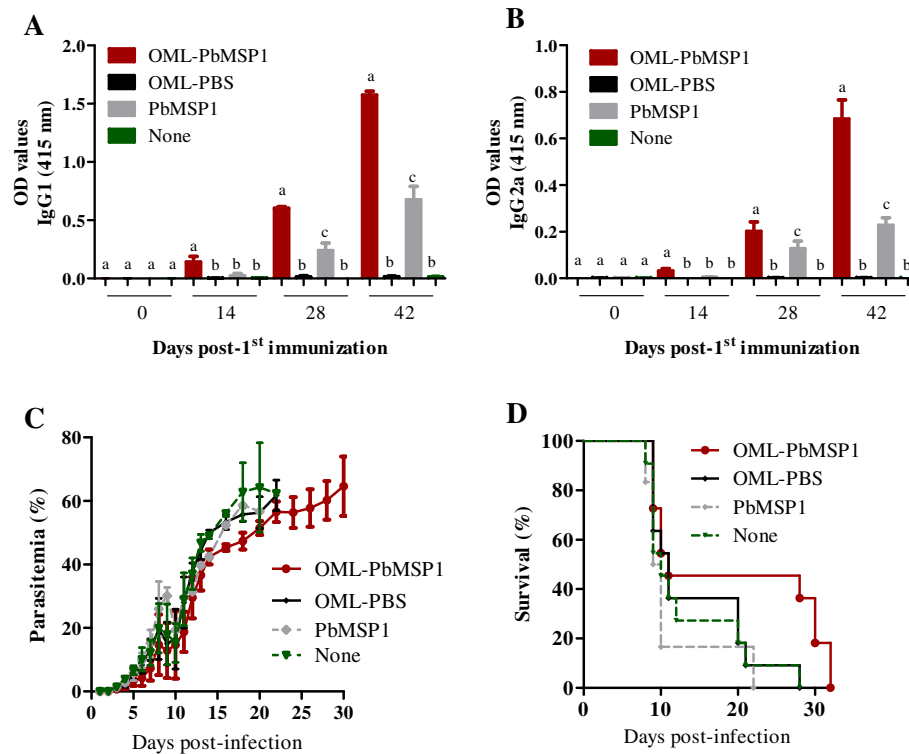 A
OD values
IgG1 (415 nm)
2.0
1.5
1.0
0.5
0.0
OML-PbMSP1
OML-PBS
PbMSP1
None
a a a a
a b b b
a b c b
a b c b
0 14 28 42
Days post-1st immunization
B
OD values
IgG2a (415 nm)
1.0
0.8
0.6
0.4
0.2
0.0
OML-PbMSP1
OML-PBS
PbMSP1
None
a a a a
a b b b
a b c b
a b c b
0 14 28 42
Days post-1st immunization
C
Parasitemia (%)
80
60
40
20
0
OML-PbMSP1
OML-PBS
PbMSP1
None
0 5 10 15 20 25 30
Days post-infection
D
Survival (%)
100
80
60
40
20
0
OML-PbMSP1
OML-PBS
PbMSP1
None
0 10 20 30
Days post-infection